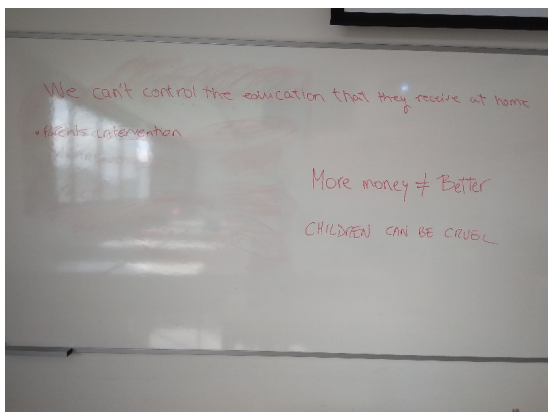 We can't control the education that they receive at home
• Parents intervention
More money ≠ Better
CHILDREN CAN BE CRUEL